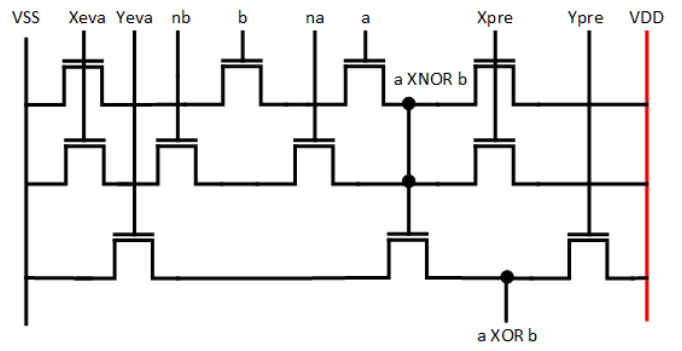 VSS Xeva Yeva nb b na a Xpre Ypre VDD
a XNOR b
a XOR b